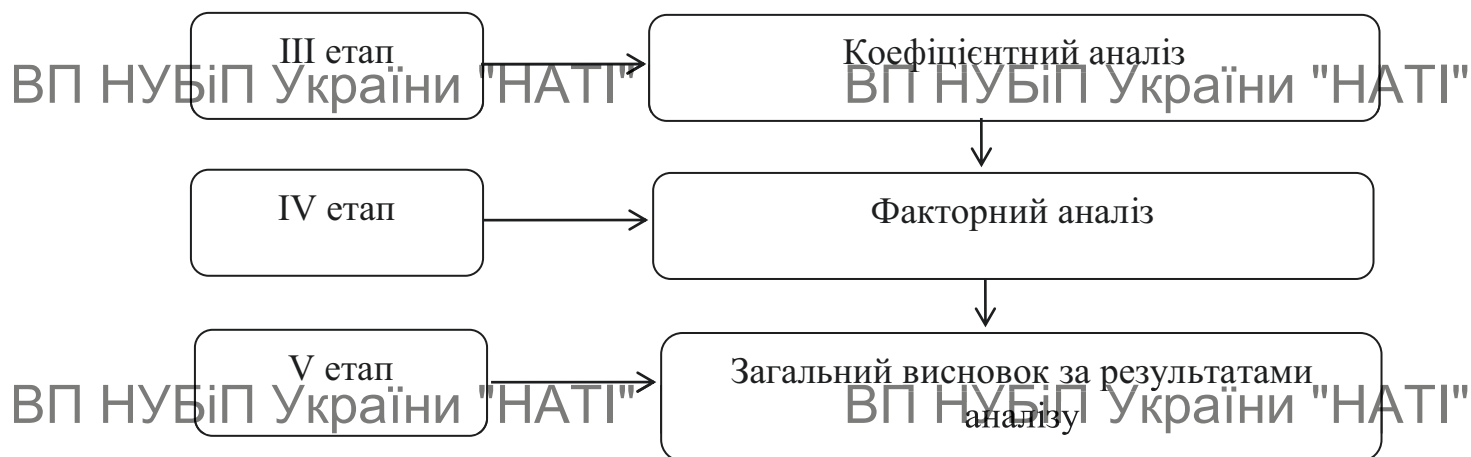 III етап
Коефіцієнтний аналіз
ВП НУБіП України "НАТІ"
ВП НУБіП України "НАТІ"
IV етап
Факторний аналіз
V етап
Загальний висновок за результатами
аналізу
ВП НУБіП України "НАТІ"
ВП НУБіП України "НАТІ"